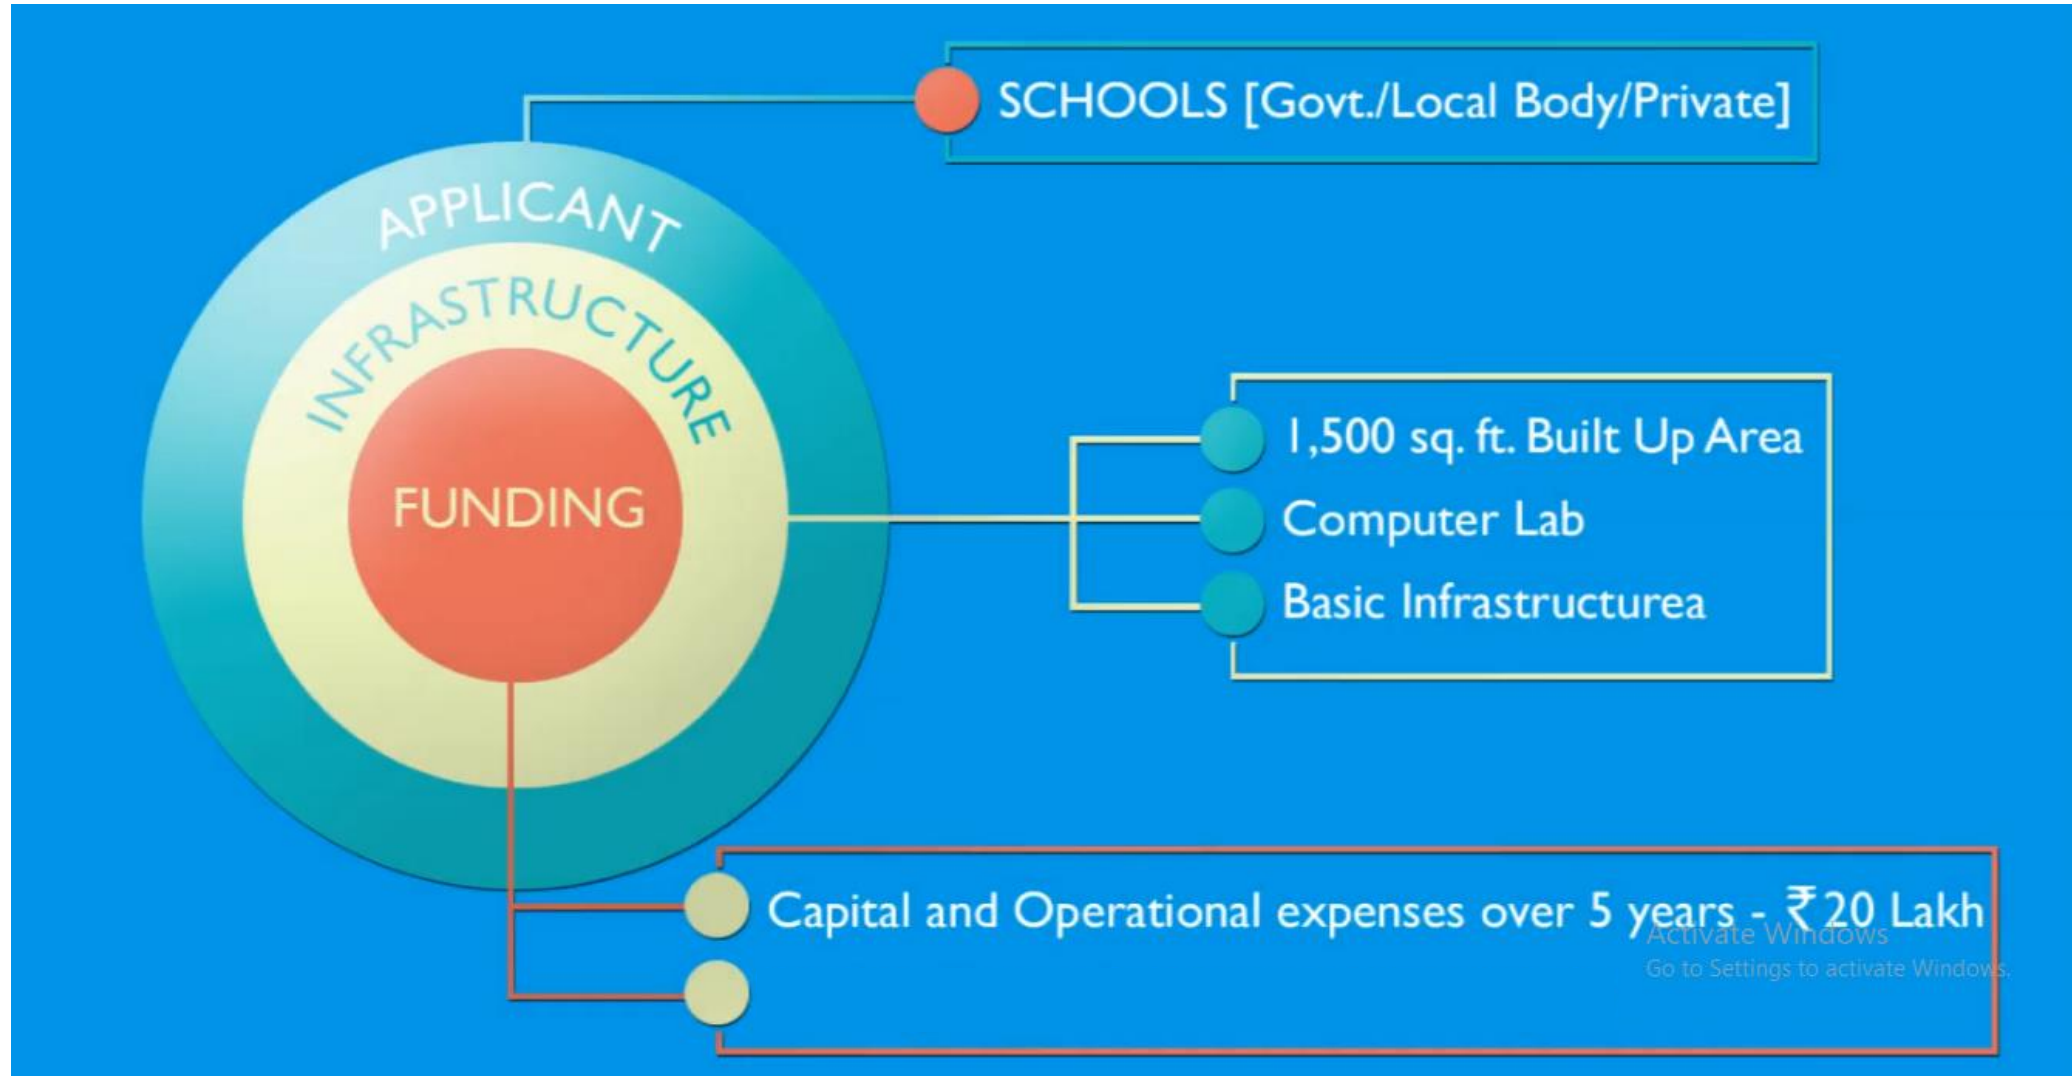 SCHOOLS [Govt./Local Body/Private]
APPLICANT
INFRASTRUCTURE
FUNDING
1,500 sq. ft. Built Up Area
Computer Lab
Basic Infrastructurea
Capital and Operational expenses over 5 years - ₹20 Lakh
Activate Windows
Go to Settings to activate Windows.